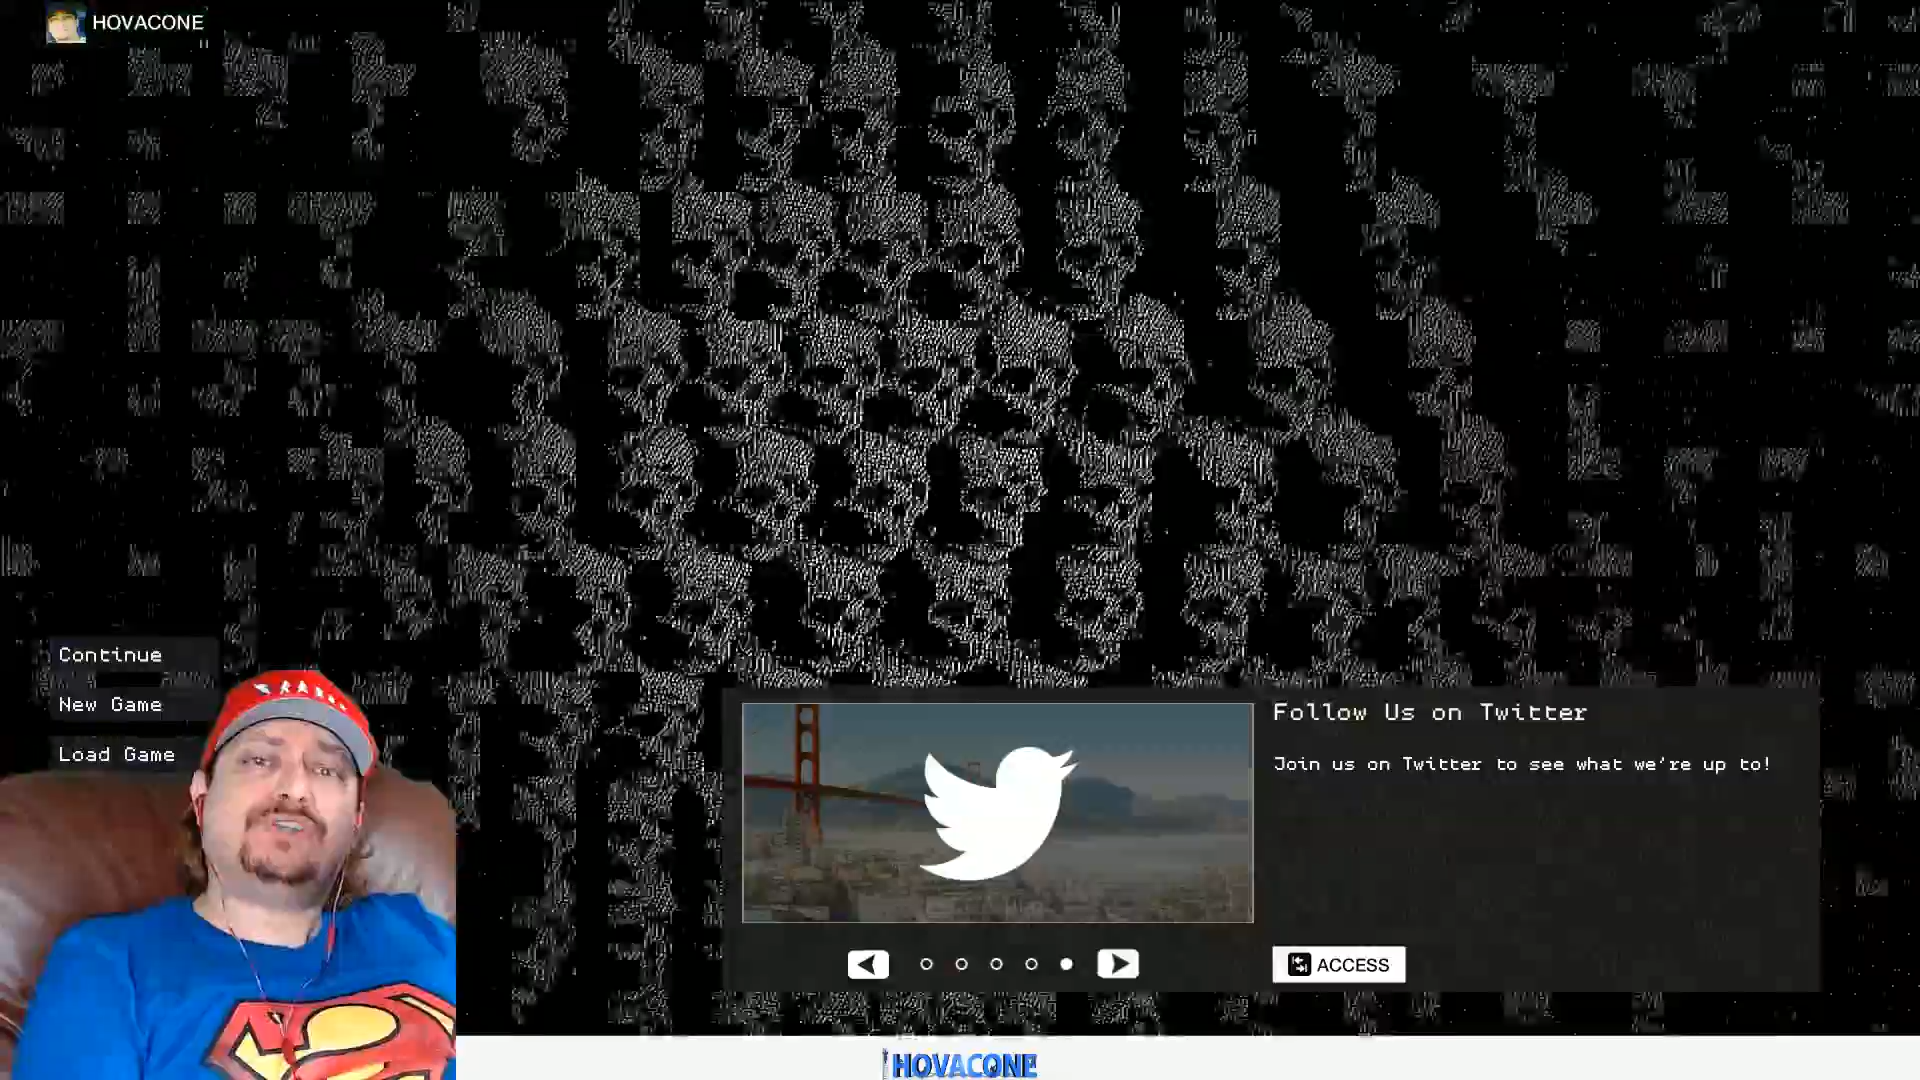 HOVACONE
Continue
New Game
Load Game
Follow Us on Twitter
Join us on Twitter to see what we're up to!
ACCESS
HOVACONE